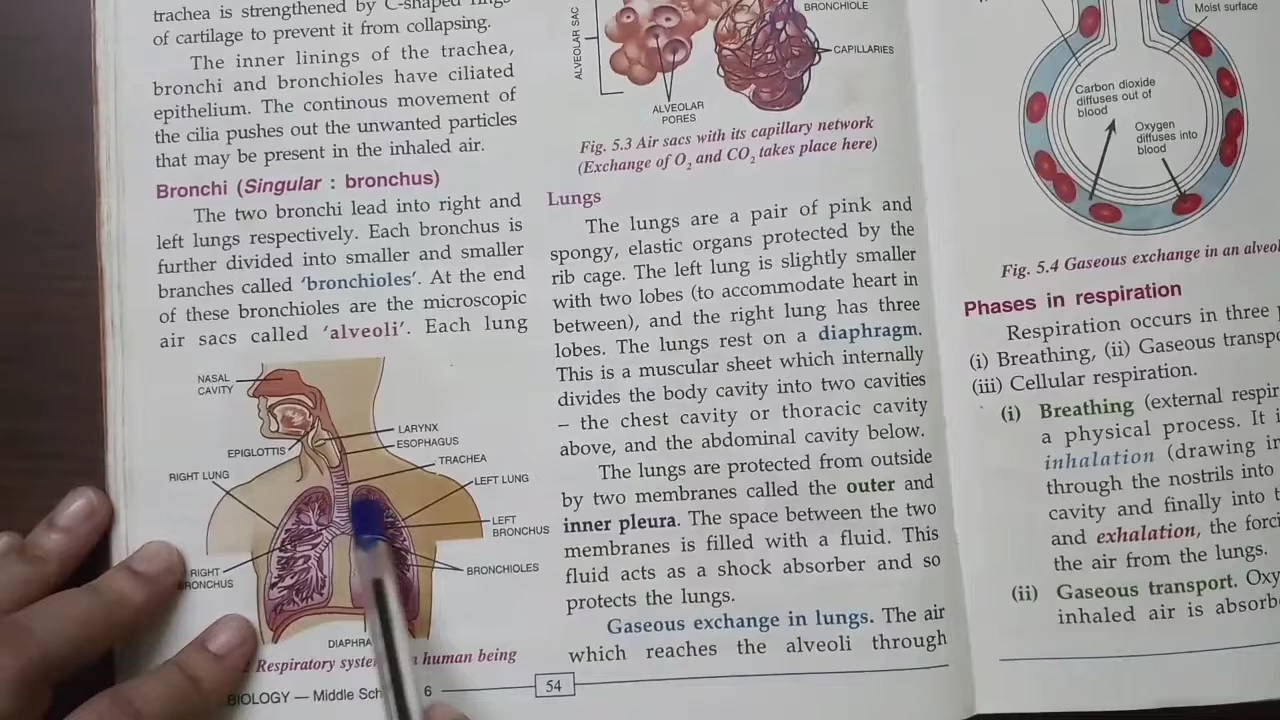 trachea is strengthened by C-shaped rings
of cartilage to prevent it from collapsing.
The inner linings of the trachea,
bronchi and bronchioles have ciliated
epithelium. The continous movement of
the cilia pushes out the unwanted particles
that may be present in the inhaled air.
Bronchi (Singular : bronchus)
The two bronchi lead into right and
left lungs respectively. Each bronchus is
further divided into smaller and smaller
branches called 'bronchioles'. At the end
of these bronchioles are the microscopic
air sacs called 'alveoli'. Each lung
NASAL
CAVITY
LARYNX
ESOPHAGUS
EPIGLOTTIS
TRACHEA
RIGHT LUNG
LEFT LUNG
LEFT
BRONCHUS
BRONCHIOLES
RIGHT
RONCHUS
DIAPHRA
Respiratory system human being
BIOLOGY — Middle Sch 6
54
ALVEOLAR SAC
BRONCHIOLE
CAPILLARIES
ALVEOLAR
PORES
Fig. 5.3 Air sacs with its capillary network
(Exchange of O₂ and CO₂ takes place here)
Lungs
The lungs are a pair of pink and
spongy, elastic organs protected by the
rib cage. The left lung is slightly smaller
with two lobes (to accommodate heart in
between), and the right lung has three
lobes. The lungs rest on a diaphragm.
This is a muscular sheet which internally
divides the body cavity into two cavities
– the chest cavity or thoracic cavity
above, and the abdominal cavity below.
The lungs are protected from outside
by two membranes called the outer and
inner pleura. The space between the two
membranes is filled with a fluid. This
fluid acts as a shock absorber and so
protects the lungs.
Gaseous exchange in lungs. The air
which reaches the alveoli through
Moist surface
Carbon dioxide
diffuses out of
blood
Oxygen
diffuses into
blood
Fig. 5.4 Gaseous exchange in an alveol
Phases in respiration
Respiration occurs in three
(i) Breathing, (ii) Gaseous transpo
(iii) Cellular respiration.
(i) Breathing (external respir
a physical process. It i
inhalation (drawing in
through the nostrils into
cavity and finally into t
and exhalation, the forc
the air from the lungs.
(ii) Gaseous transport. Oxy
inhaled air is absorb